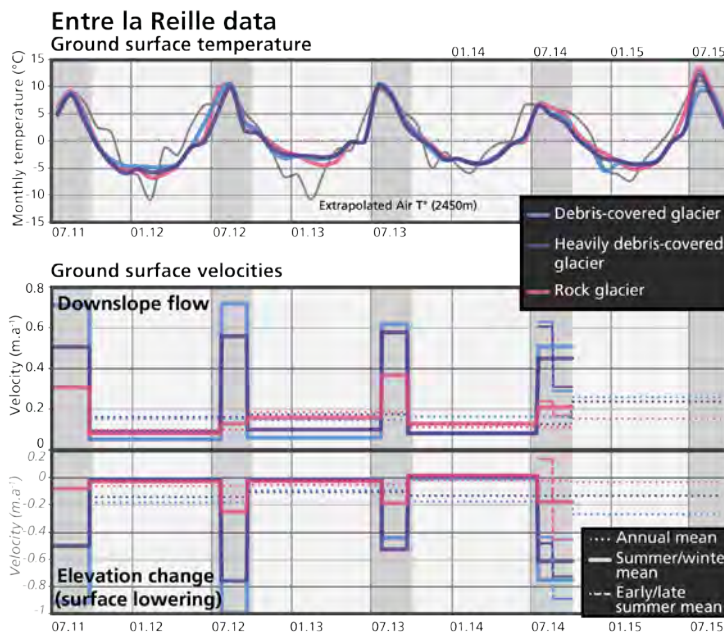 Entre la Reille data
Ground surface temperature
01.14 07.14 01.15 07.15
Monthly temperature (°C)
15
10
5
0
-5
-10
-15
Extrapolated Air T° (2450m)
07.11 01.12 07.12 01.13 07.13
Debris-covered glacier
Heavily debris-covered
glacier
Rock glacier
Ground surface velocities
Downslope flow
Velocity (m.a⁻¹)
0.8
0.6
0.4
0.2
0
Velocity (m.a⁻¹)
0.2
0
-0.2
-0.4
-0.6
-0.8
-1
Elevation change
(surface lowering)
Annual mean
Summer/winte
mean
Early/late
summer mean
07.11 01.12 07.12 01.13 07.13 01.14 07.14 01.15 07.15